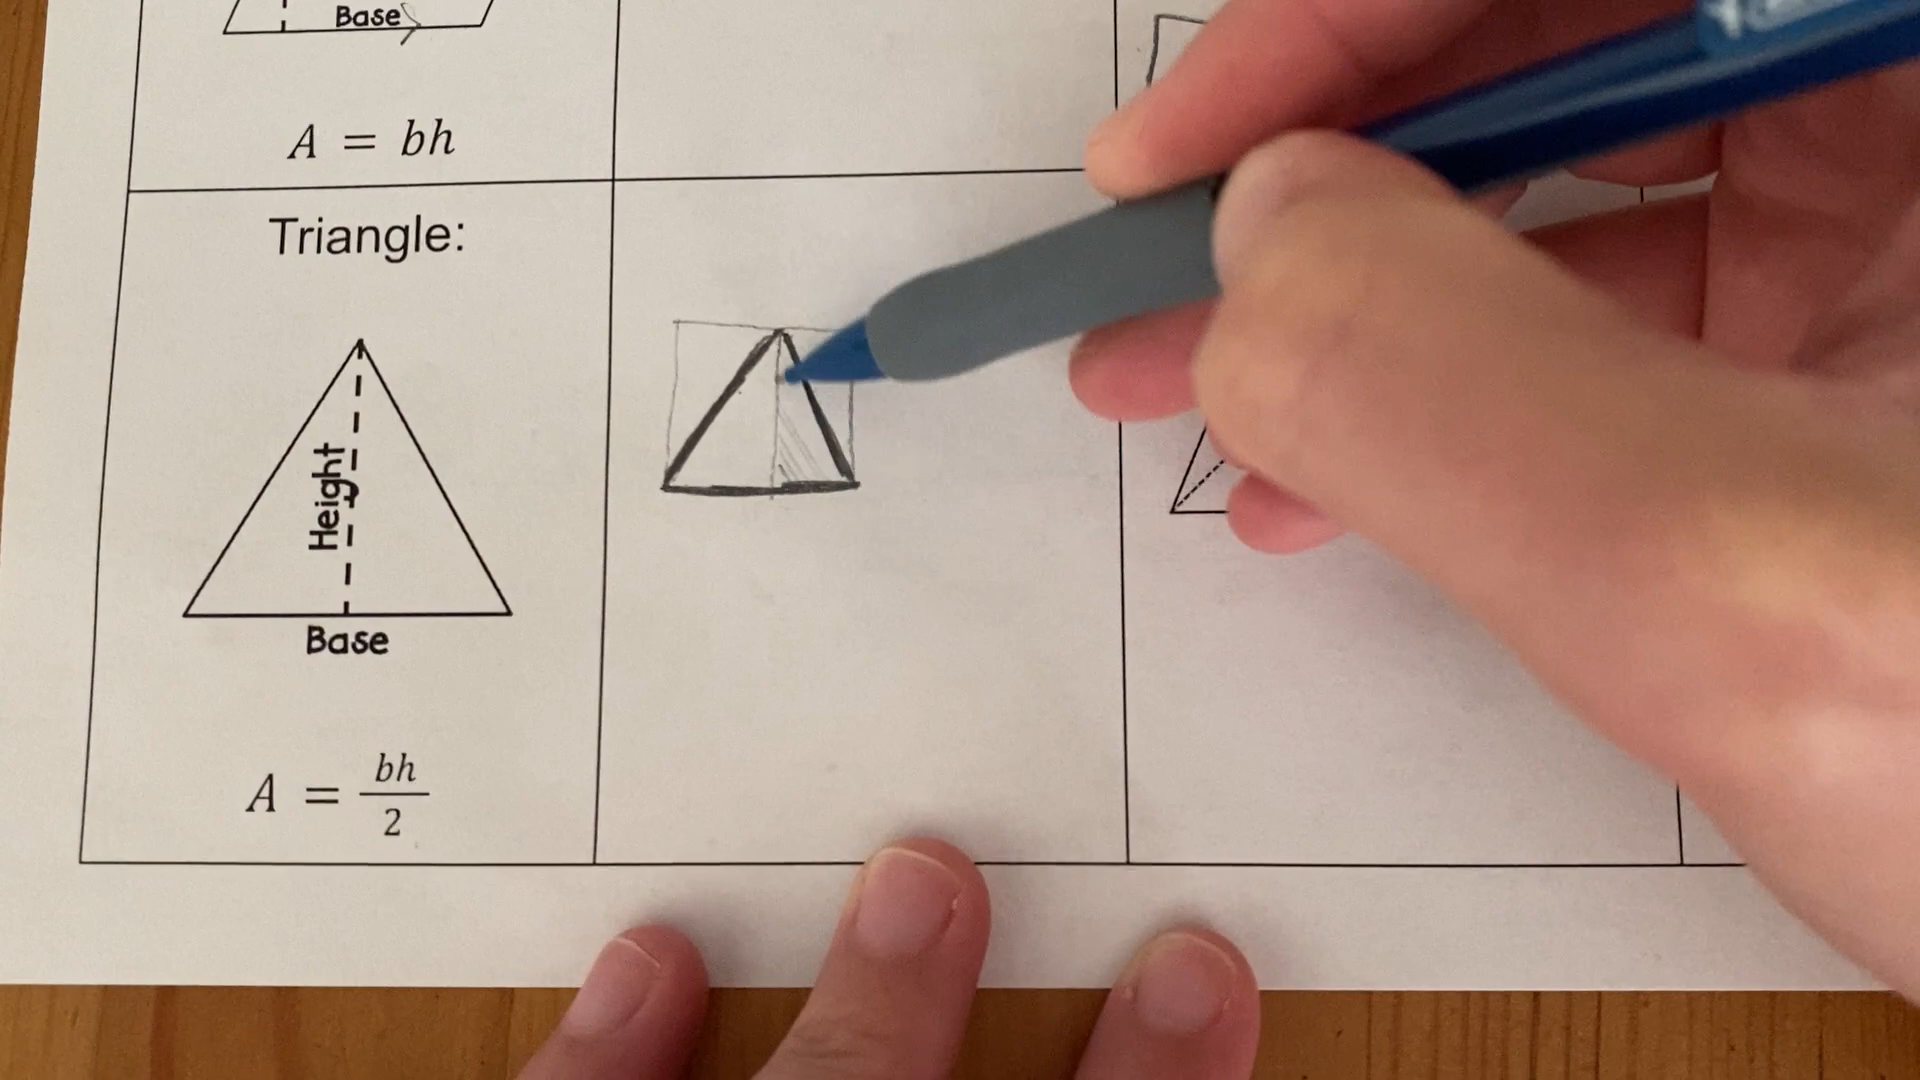 Base
A = bh
Triangle:
Height
Base
A = bh/2